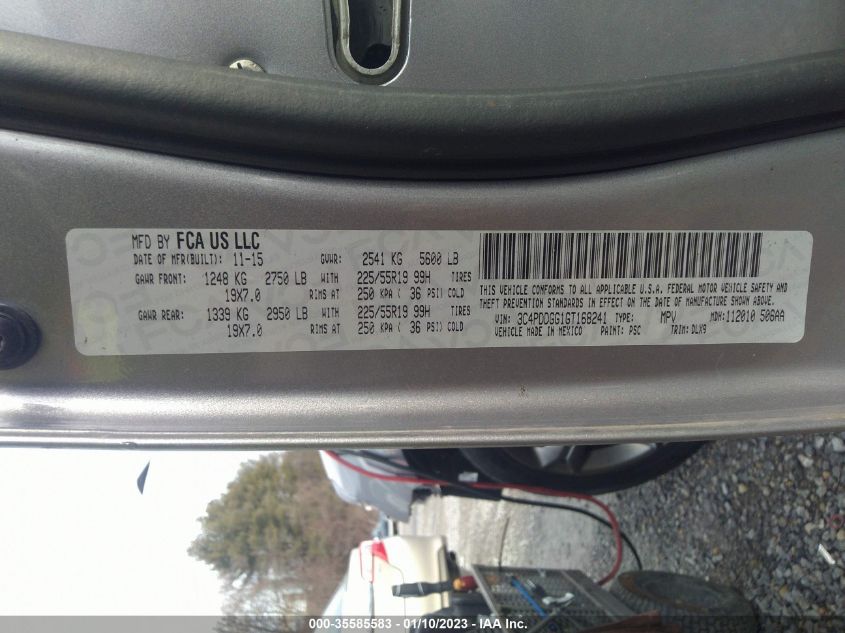 MFD BY FCA US LLC
DATE OF MFR(BUILT): 11-15 GVWR: 2541 KG 5600 LB
GAWR FRONT: 1248 KG 2750 LB WITH 225/55R19 99H TIRES
19X7.0 RIMS AT 250 KPA ( 36 PSI) COLD
GAWR REAR: 1339 KG 2950 LB WITH 225/55R19 99H TIRES
19X7.0 RIMS AT 250 KPA ( 36 PSI) COLD
THIS VEHICLE CONFORMS TO ALL APPLICABLE U.S.A. FEDERAL MOTOR VEHICLE SAFETY AND
THEFT PREVENTION STANDARDS IN EFFECT ON THE DATE OF MANUFACTURE SHOWN ABOVE.
VIN: 3C4PDDGG1GT168241 TYPE: MPV MDH:112010 506AA
VEHICLE MADE IN MEXICO PAINT: PSC TRIM: DLX9
000-35585583 - 01/10/2023 - IAA Inc.